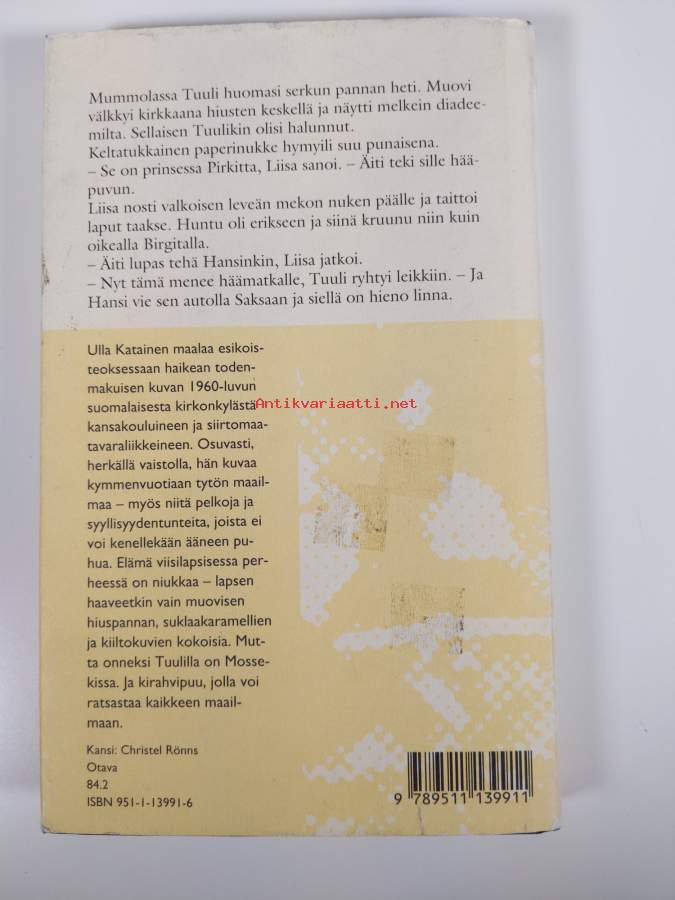 Mummolassa Tuuli huomasi serkun pannan heti. Muovi
välkkyi kirkkaana hiusten keskellä ja näytti melkein diadee-
milta. Sellaisen Tuulikin olisi halunnut.
Keltatukkainen paperinukke hymyili suu punaisena.
– Se on prinsessa Pirkitta, Liisa sanoi. – Äiti teki sille hää-
puvun.
Liisa nosti valkoisen leveän mekon nuken päälle ja taittoi
laput taakse. Huntu oli erikseen ja siinä kruunu niin kuin
oikealla Birgitalla.
– Äiti lupas tehä Hansinkin, Liisa jatkoi.
– Nyt tämä menee häämatkalle, Tuuli ryhtyi leikkiin. – Ja
Hansi vie sen autolla Saksaan ja siellä on hieno linna.
Ulla Katainen maalaa esikois-
teoksessaan haikean toden-
makuisen kuvan 1960-luvun
suomalaisesta kirkonkylästä
kansakouluineen ja siirtomaa-
tavaraliikkeineen. Osuvasti,
herkällä vaistolla, hän kuvaa
kymmenvuotiaan tytön maail-
maa – myös niitä pelkoja ja
syyllisyydentunteita, joista ei
voi kenellekään ääneen pu-
hua. Elämä viisilapsisessa per-
heessä on niukkaa – lapsen
haaveetkin vain muovisen
hiuspannan, suklaakaramellien
ja kiiltokuvien kokoisia. Mut-
ta onneksi Tuulilla on Mosse-
kissa. Ja kirahvipuu, jolla voi
ratsastaa kaikkeen maail-
maan.
Kansi: Christel Rönns
Otava
84.2
ISBN 951-1-13991-6
9 789511 139911
Antikvariaatti.net